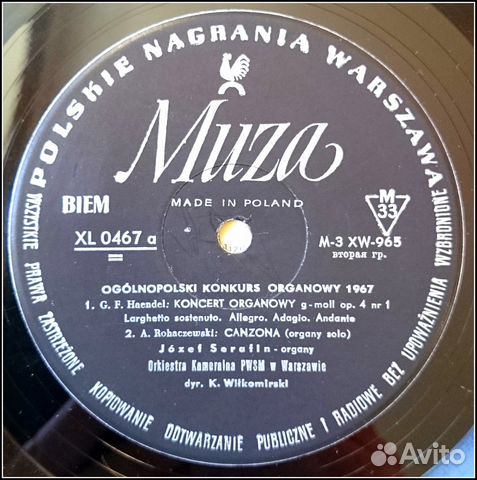 POLSKIE NAGRANIA WARSZAWA
Muza
MADE IN POLAND
BIEM
M
33
XL 0467 a
M-3 XW-965
вторая гр.
OGÓLNOPOLSKI KONKURS ORGANOWY 1967
1. G. F. Haendel: KONCERT ORGANOWY g-moll op. 4 nr 1
Larghetto sostenuto. Allegro. Adagio. Andante
2. A. Rohaczewski: CANZONA (organy solo)
Józef Serafin - organy
Orkiestra Kameralna PWSM w Warszawie
dyr. K. Wiłkomirski
WSZYSTKIE PRAWA ZASTRZEŻONE KOPIOWANIE ODTWARZANIE PUBLICZNE I RADIOWE BEZ UPOWAŻNIENIA WZBRONIONE
Avito